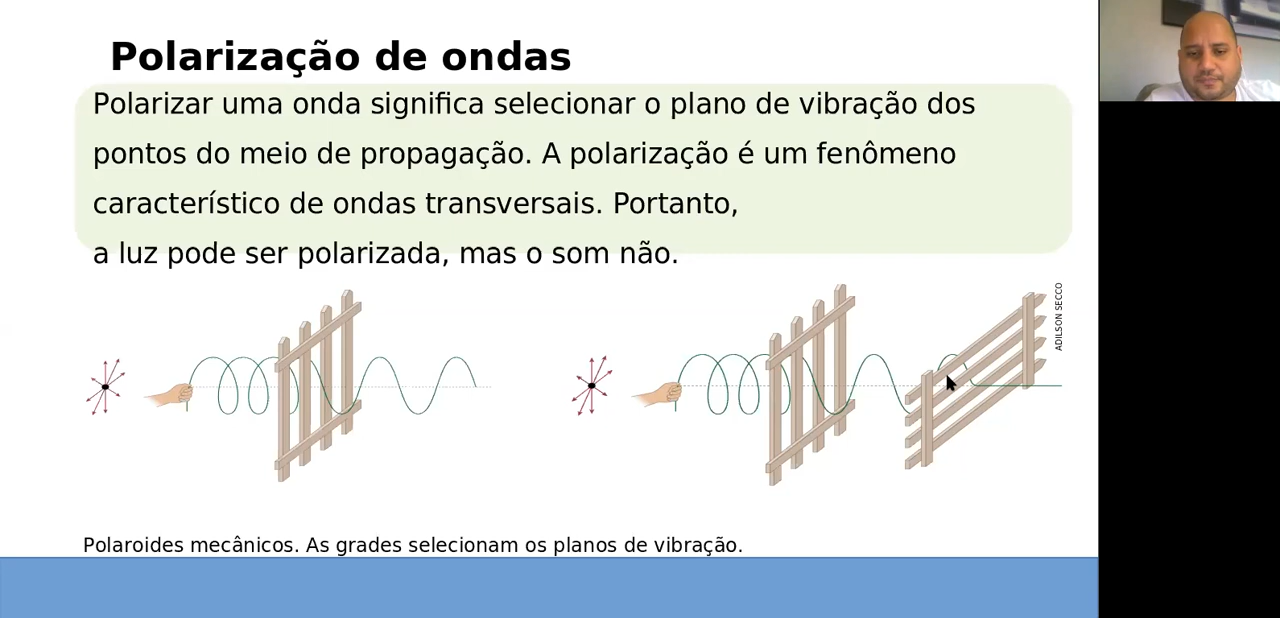 Polarização de ondas
Polarizar uma onda significa selecionar o plano de vibração dos
pontos do meio de propagação. A polarização é um fenômeno
característico de ondas transversais. Portanto,
a luz pode ser polarizada, mas o som não.
ADILSON SECCO
Polaroides mecânicos. As grades selecionam os planos de vibração.